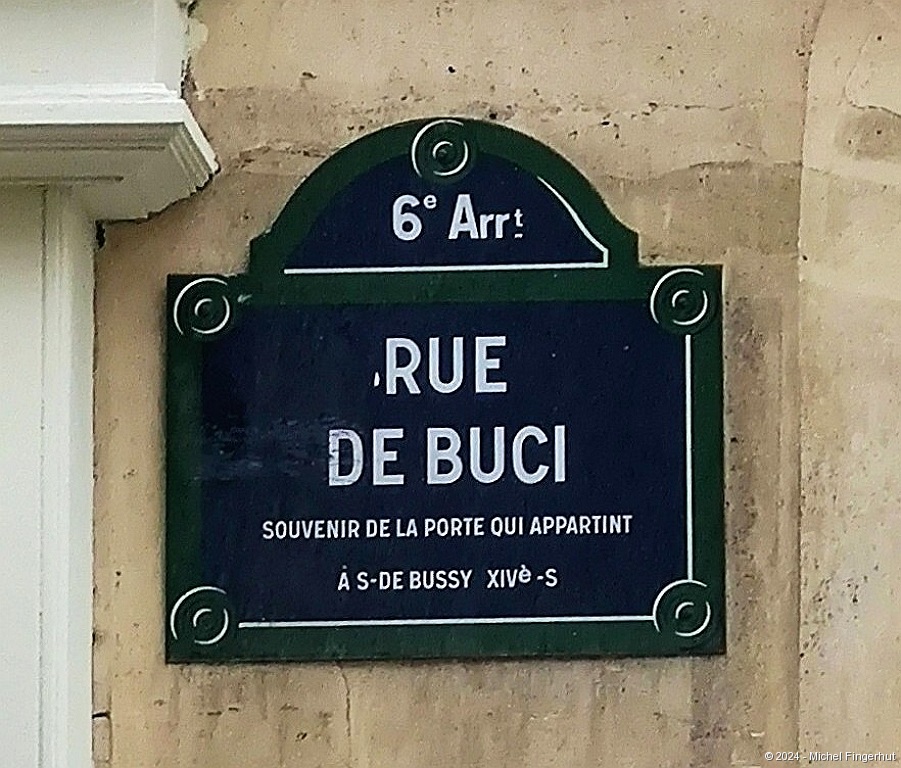 6e Arrt
RUE
DE BUCI
SOUVENIR DE LA PORTE QUI APPARTINT
À S-DE BUSSY XIVè-S
© 2024 - Michel Fingerhut